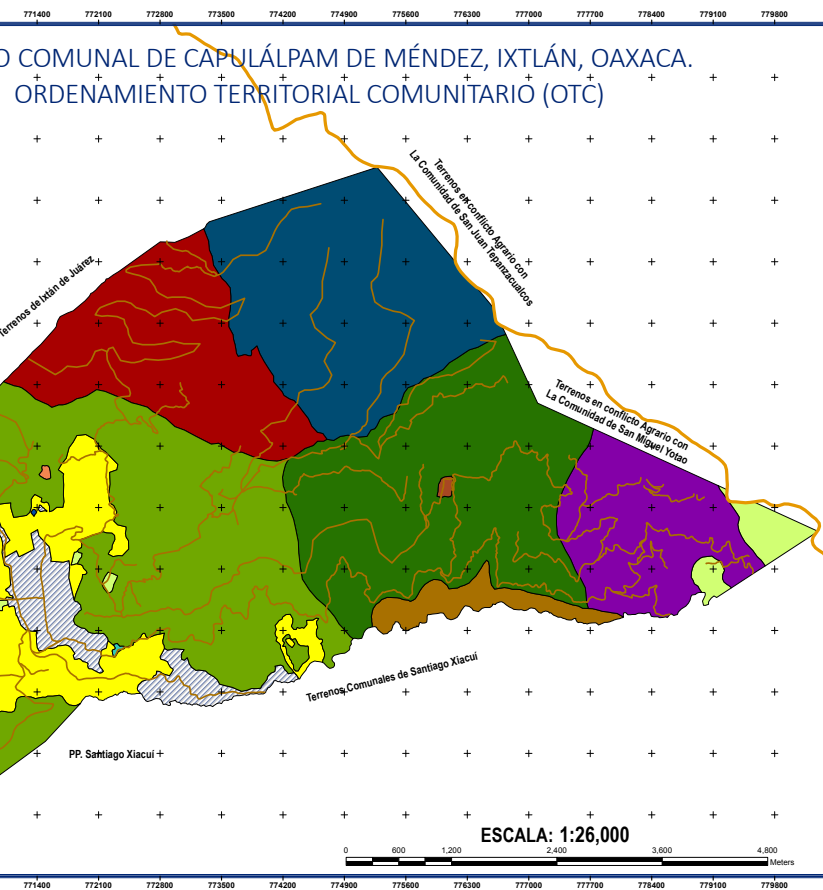 771400 772100 772800 773500 774200 774900 775600 776300 777000 777700 778400 779100 779800
O COMUNAL DE CAPULÁLPAM DE MÉNDEZ, IXTLÁN, OAXACA.
ORDENAMIENTO TERRITORIAL COMUNITARIO (OTC)
Terrenos en conflicto Agrario con
La Comunidad de San Juan Tepanzacualcos
Terrenos de Ixtán de Juárez
Terrenos en conflicto Agrario con
La Comunidad de San Miguel Yotao
Terrenos Comunales de Santiago Xiacuí
PP. Santiago Xiacuí
ESCALA: 1:26,000
0 600 1,200 2,400 3,600 4,800
Meters
771400 772100 772800 773500 774200 774900 775600 776300 777000 777700 778400 779100 779800